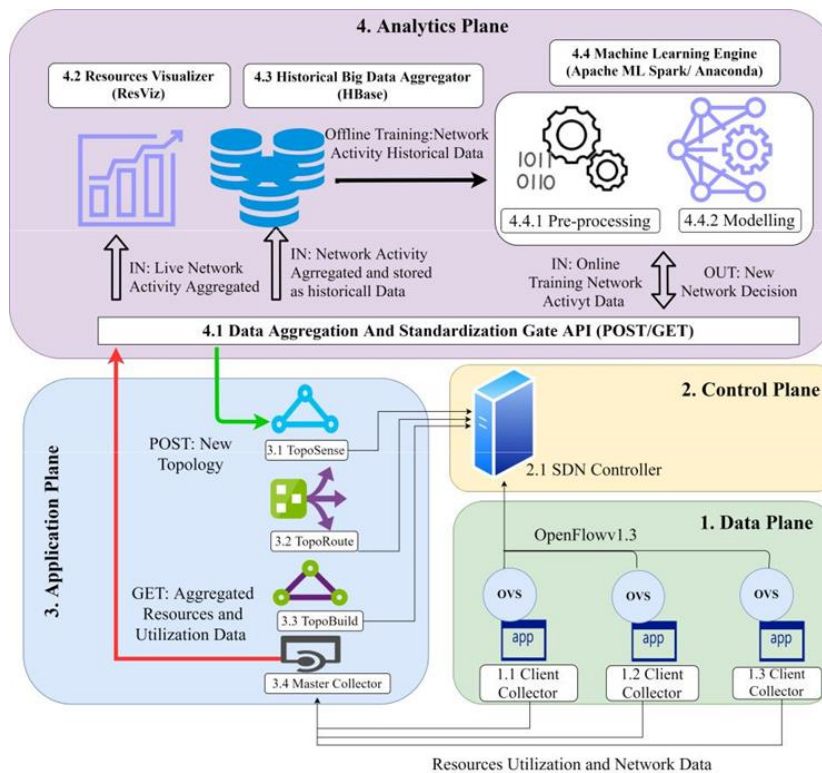 4. Analytics Plane
4.2 Resources Visualizer
(ResViz)
4.3 Historical Big Data Aggregator
(HBase)
4.4 Machine Learning Engine
(Apache ML Spark/ Anaconda)
Offline Training:Network
Activity Historical Data
1011
0110
4.4.1 Pre-processing
4.4.2 Modelling
IN: Live Network
Activity Aggregated
IN: Network Activity
Agrregated and stored
as historicall Data
IN: Online
Training Network
Activyt Data
OUT: New
Network Decision
4.1 Data Aggregation And Standardization Gate API (POST/GET)
3. Application Plane
POST: New
Topology
3.1 TopoSense
3.2 TopoRoute
GET: Aggregated
Resources and
Utilization Data
3.3 TopoBuild
3.4 Master Collector
2. Control Plane
2.1 SDN Controller
1. Data Plane
OpenFlowv1.3
OVS
OVS
OVS
app
app
app
1.1 Client
Collector
1.2 Client
Collector
1.3 Client
Collector
Resources Utilization and Network Data